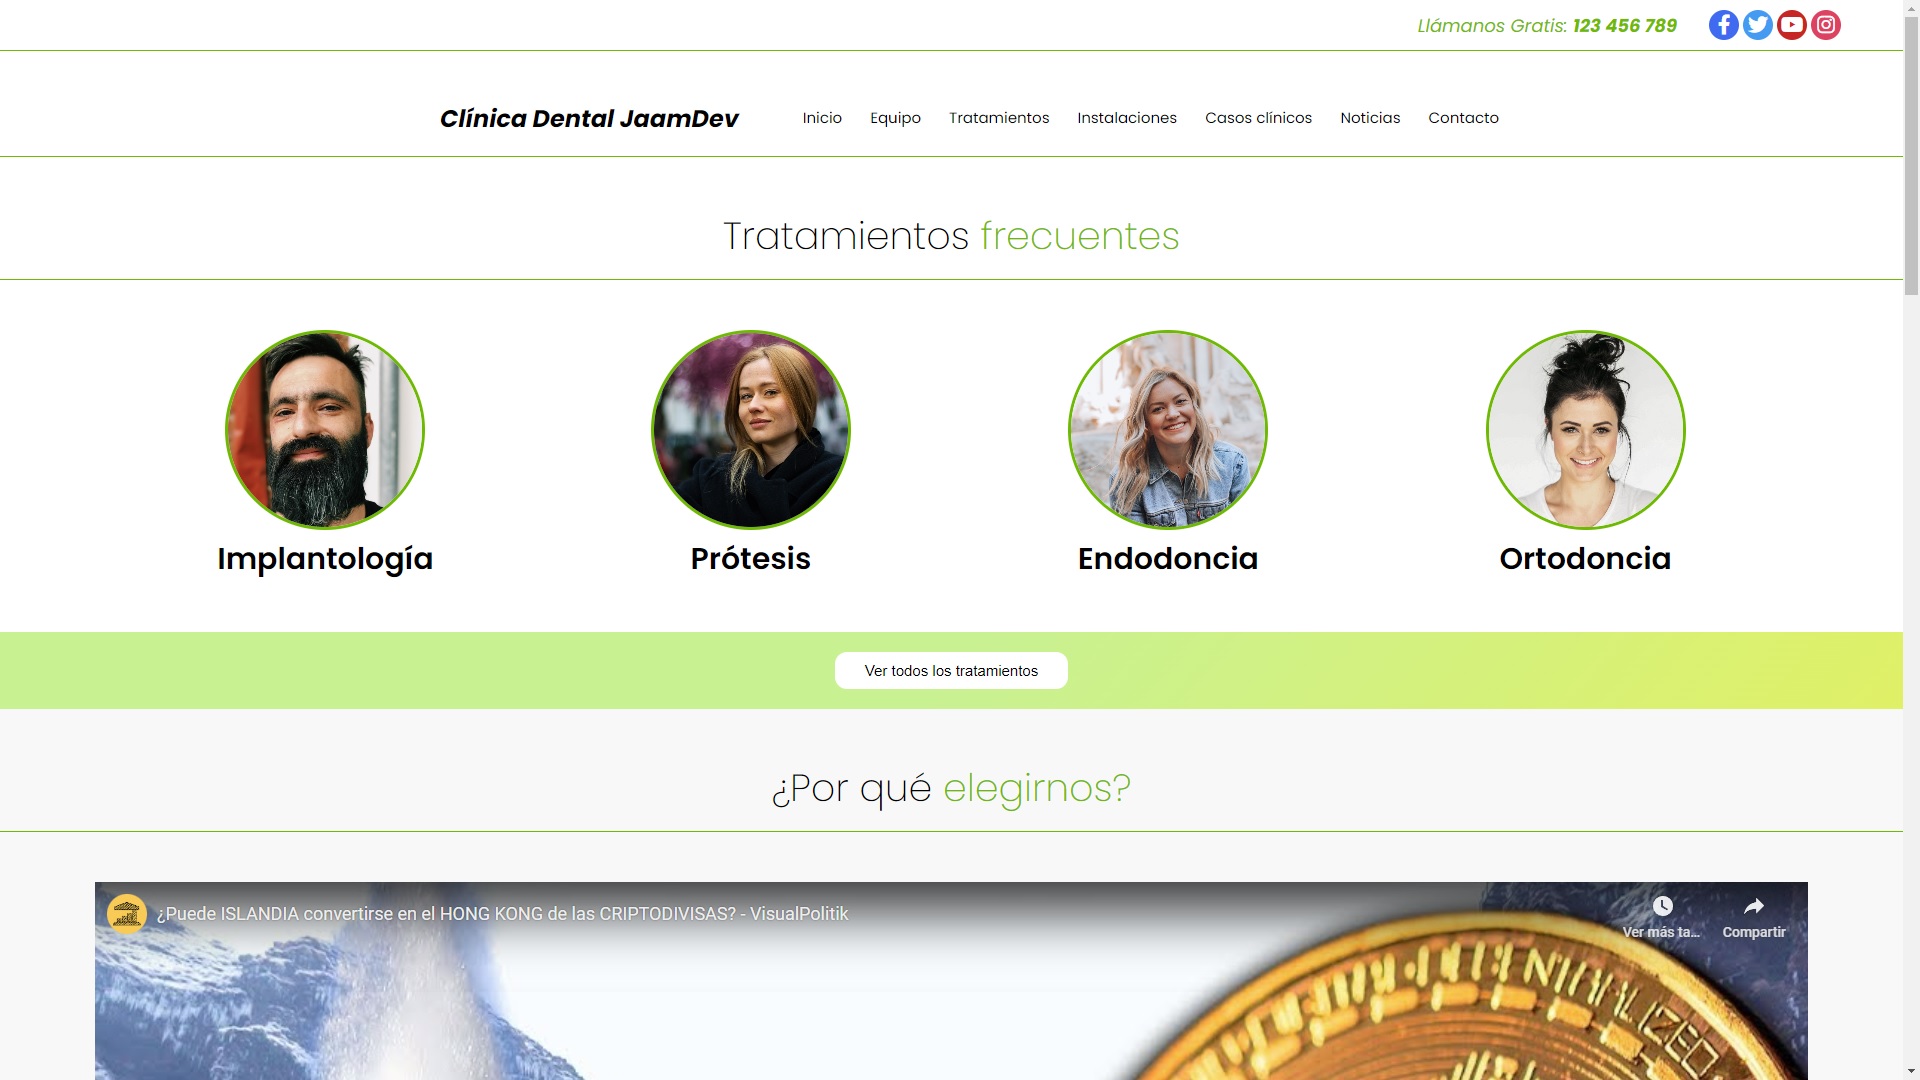 Llámanos Gratis: 123 456 789
Clínica Dental JaamDev
Inicio Equipo Tratamientos Instalaciones Casos clínicos Noticias Contacto
Tratamientos frecuentes
Implantología Prótesis Endodoncia Ortodoncia
Ver todos los tratamientos
¿Por qué elegirnos?
¿Puede ISLANDIA convertirse en el HONG KONG de las CRIPTODIVISAS? - VisualPolitik
Ver más ta... Compartir